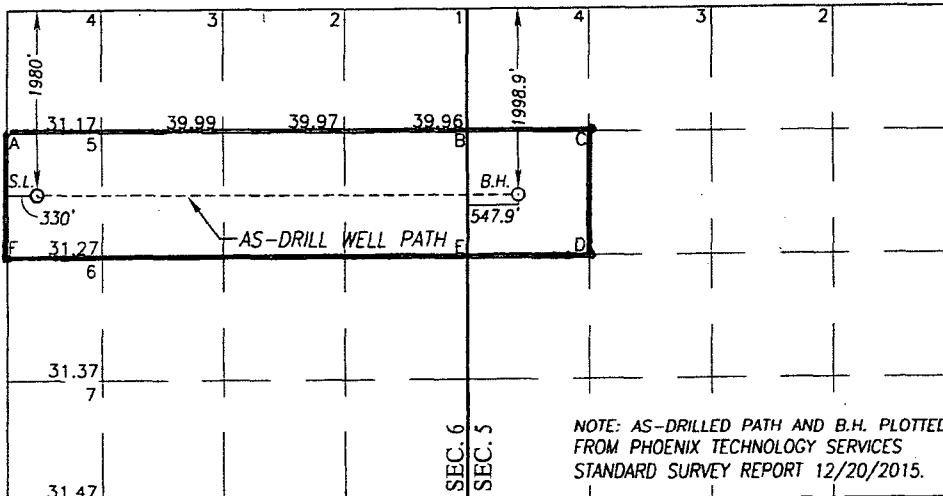 4 3 2 1 4 3 2
1980'
1998.9'
31.17 39.99 39.97 39.96
A 5 B C
S.L. B.H.
330' 547.9'
AS-DRILL WELL PATH
F 31.27 E D
6
31.37
7
NOTE: AS-DRILLED PATH AND B.H. PLOTTED
FROM PHOENIX TECHNOLOGY SERVICES
STANDARD SURVEY REPORT 12/20/2015.
SEC. 6
SEC. 5
31.47